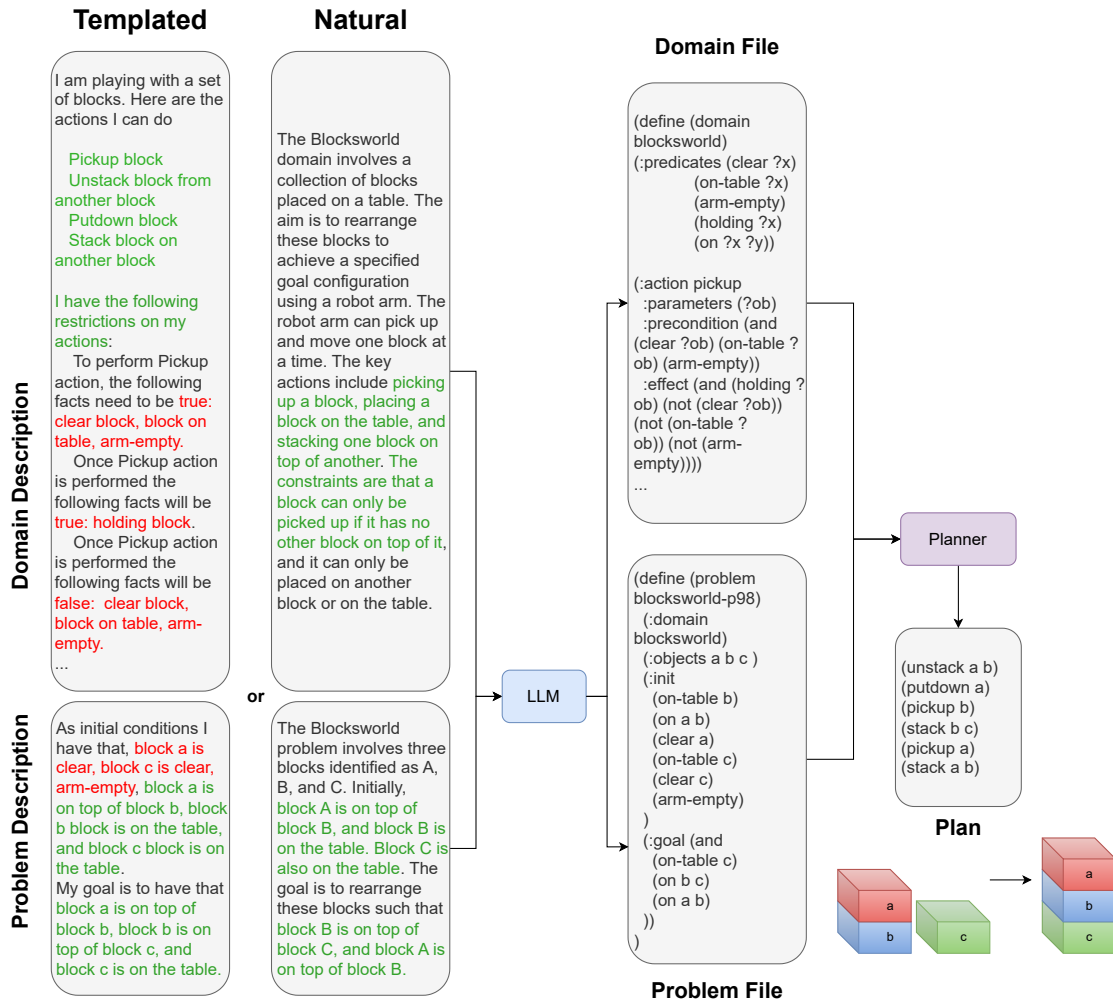 Templated
Natural
Domain Description
I am playing with a set
of blocks. Here are the
actions I can do
Pickup block
Unstack block from
another block
Putdown block
Stack block on
another block
I have the following
restrictions on my
actions:
To perform Pickup
action, the following
facts need to be true:
clear block, block on
table, arm-empty.
Once Pickup action
is performed the
following facts will be
true: holding block.
Once Pickup action
is performed the
following facts will be
false:  clear block,
block on table, arm-
empty.
...
The Blocksworld
domain involves a
collection of blocks
placed on a table. The
aim is to rearrange
these blocks to
achieve a specified
goal configuration
using a robot arm. The
robot arm can pick up
and move one block at
a time. The key
actions include picking
up a block, placing a
block on the table, and
stacking one block on
top of another. The
constraints are that a
block can only be
picked up if it has no
other block on top of it,
and it can only be
placed on another
block or on the table.
or
Problem Description
As initial conditions I
have that, block a is
clear, block c is clear,
arm-empty, block a is
on top of block b, block
b block is on the table,
and block c block is on
the table.
My goal is to have that
block a is on top of
block b, block b is on
top of block c, and
block c is on the table.
The Blocksworld
problem involves three
blocks identified as A,
B, and C. Initially,
block A is on top of
block B, and block B is
on the table. Block C is
also on the table. The
goal is to rearrange
these blocks such that
block B is on top of
block C, and block A is
on top of block B.
LLM
Domain File
(define (domain
blocksworld)
(:predicates (clear ?x)
(on-table ?x)
(arm-empty)
(holding ?x)
(on ?x ?y))
(:action pickup
:parameters (?ob)
:precondition (and
(clear ?ob) (on-table ?
ob) (arm-empty))
:effect (and (holding ?
ob) (not (clear ?ob))
(not (on-table ?
ob)) (not (arm-
empty))))
...
(define (problem
blocksworld-p98)
(:domain
blocksworld)
(:objects a b c )
(:init
(on-table b)
(on a b)
(clear a)
(on-table c)
(clear c)
(arm-empty)
)
(:goal (and
(on-table c)
(on b c)
(on a b)
))
)
Problem File
Planner
(unstack a b)
(putdown a)
(pickup b)
(stack b c)
(pickup a)
(stack a b)
Plan
a
b
c
a
b
c